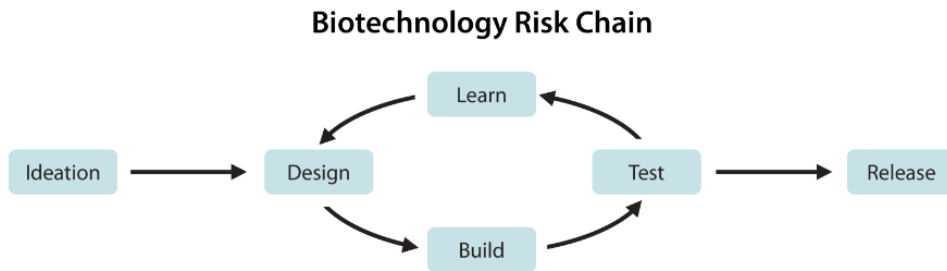 Biotechnology Risk Chain
Learn
Ideation
Design
Test
Release
Build